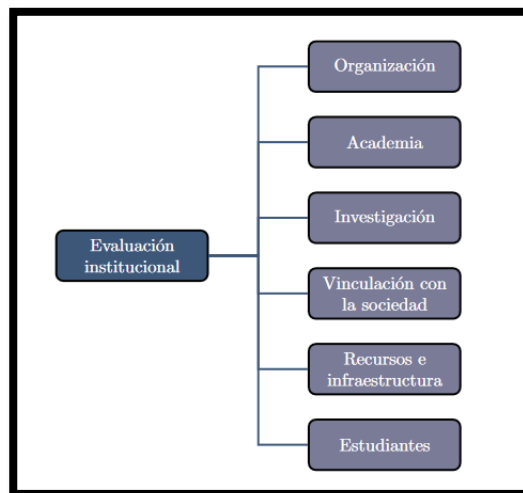 Organización
Academia
Investigación
Evaluación
institucional
Vinculación con
la sociedad
Recursos e
infraestructura
Estudiantes